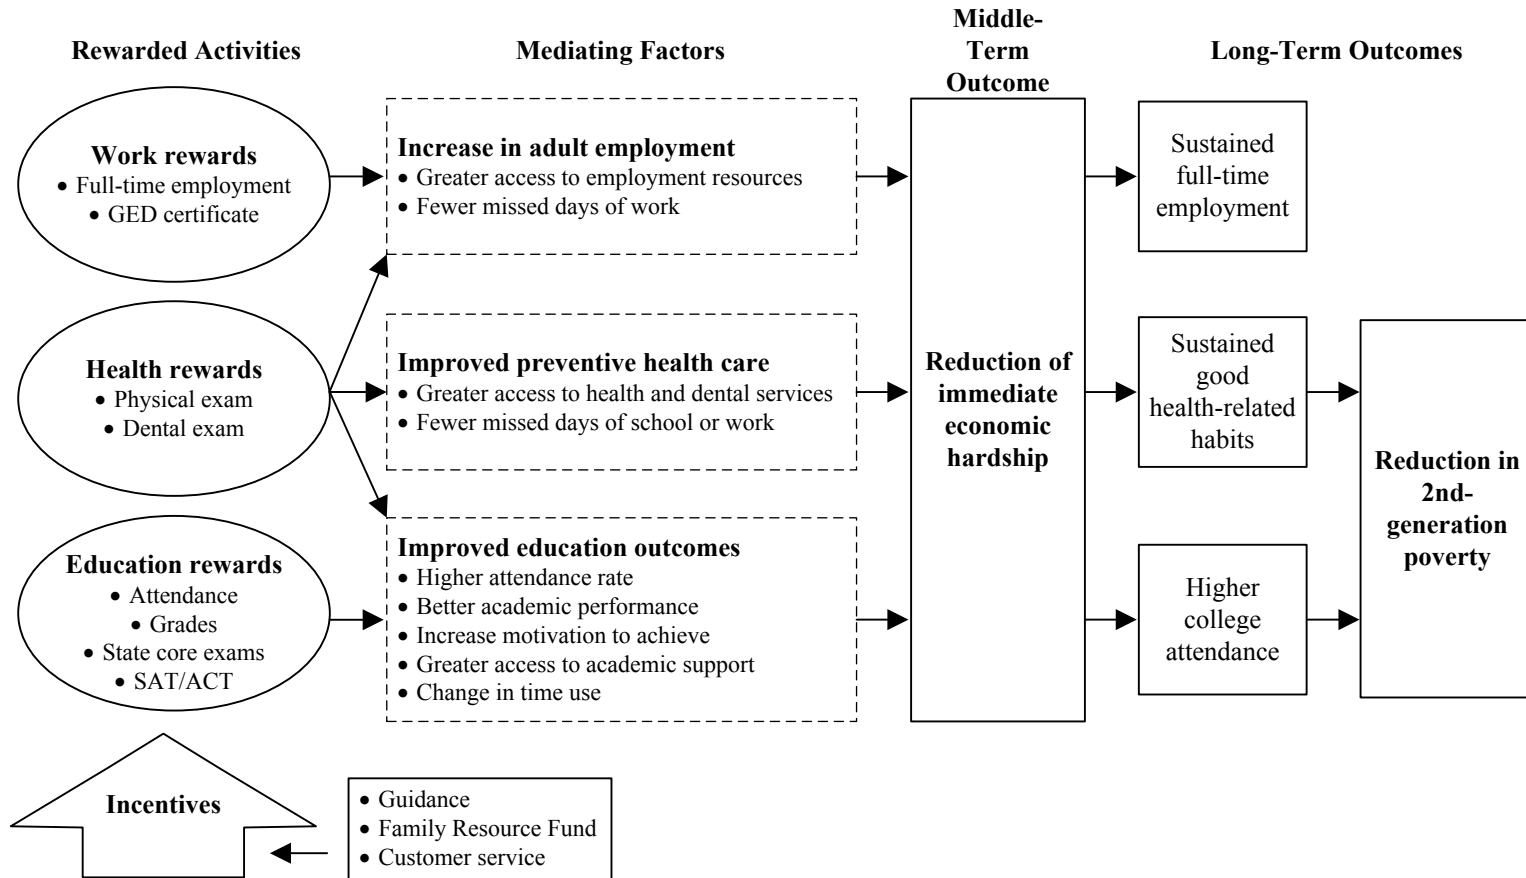 Rewarded Activities
Mediating Factors
Middle-
Term
Outcome
Long-Term Outcomes
Work rewards
• Full-time employment
• GED certificate
Increase in adult employment
• Greater access to employment resources
• Fewer missed days of work
Sustained
full-time
employment
Health rewards
• Physical exam
• Dental exam
Improved preventive health care
• Greater access to health and dental services
• Fewer missed days of school or work
Reduction of
immediate
economic
hardship
Sustained
good
health-related
habits
Reduction in
2nd-
generation
poverty
Education rewards
• Attendance
• Grades
• State core exams
• SAT/ACT
Improved education outcomes
• Higher attendance rate
• Better academic performance
• Increase motivation to achieve
• Greater access to academic support
• Change in time use
Higher
college
attendance
Incentives
• Guidance
• Family Resource Fund
• Customer service